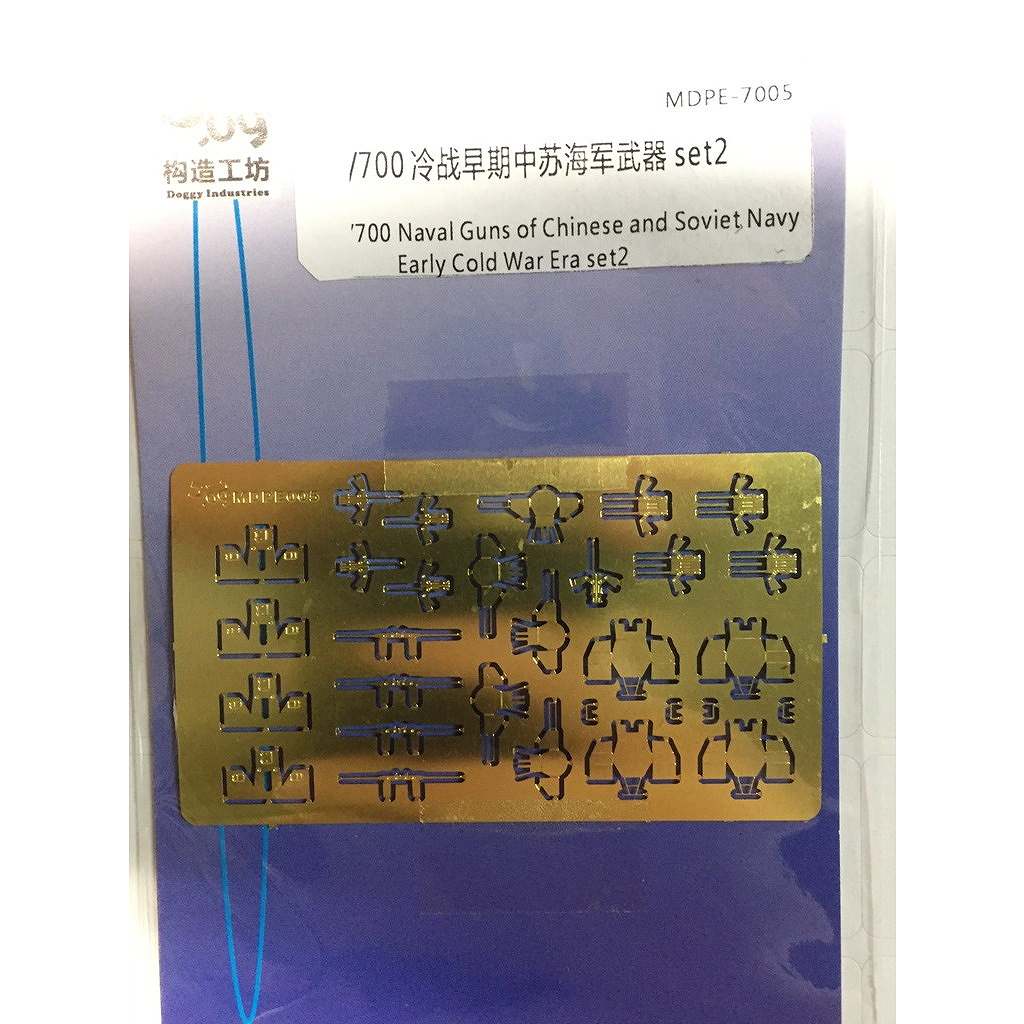 MDPE-7005
/700 冷战早期中苏海军武器 set2
构造工坊
Doggy Industries
'700 Naval Guns of Chinese and Soviet Navy
Early Cold War Era set2
MDPE005